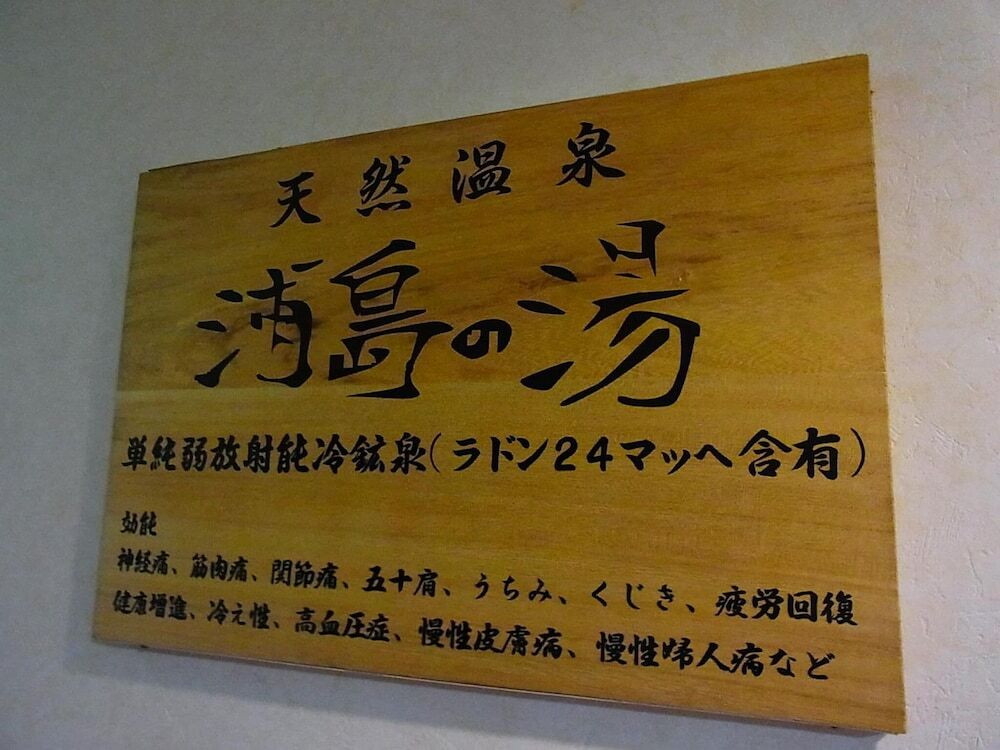 天然温泉
浦島の湯
単純弱放射能冷鉱泉(ラドン24マッヘ含有)
効能
神経痛、筋肉痛、関節痛、五十肩、うちみ、くじき、疲労回復
健康増進、冷え性、高血圧症、慢性皮膚病、慢性婦人病など